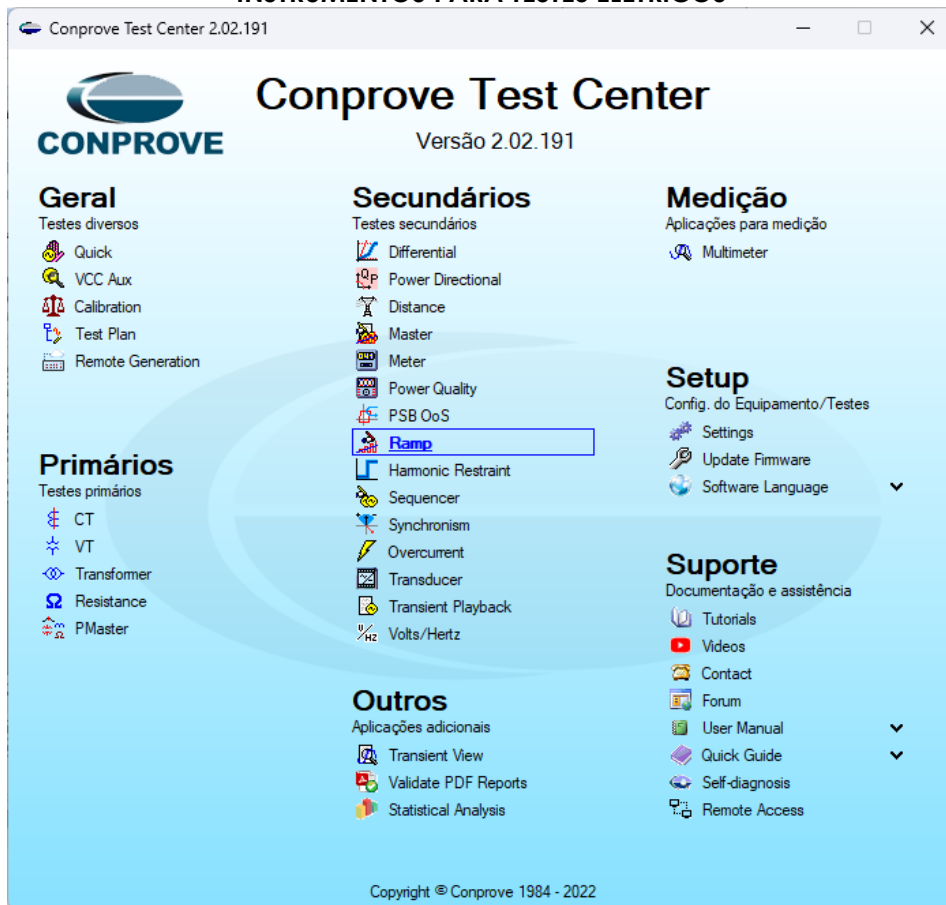 INSTRUMENTOS PARA TESTES ELÉTRICOS
Conprove Test Center 2.02.191
CONPROVE
Conprove Test Center
Versão 2.02.191
Geral
Testes diversos
Quick
VCC Aux
Calibration
Test Plan
Remote Generation
Primários
Testes primários
CT
VT
Transformer
Resistance
PMaster
Secundários
Testes secundários
Differential
Power Directional
Distance
Master
Meter
Power Quality
PSB OoS
Ramp
Harmonic Restraint
Sequencer
Synchronism
Overcurrent
Transducer
Transient Playback
Volts/Hertz
Outros
Aplicações adicionais
Transient View
Validate PDF Reports
Statistical Analysis
Medição
Aplicações para medição
Multimeter
Setup
Config. do Equipamento/Testes
Settings
Update Firmware
Software Language
Suporte
Documentação e assistência
Tutorials
Videos
Contact
Forum
User Manual
Quick Guide
Self-diagnosis
Remote Access
Copyright © Conprove 1984 - 2022